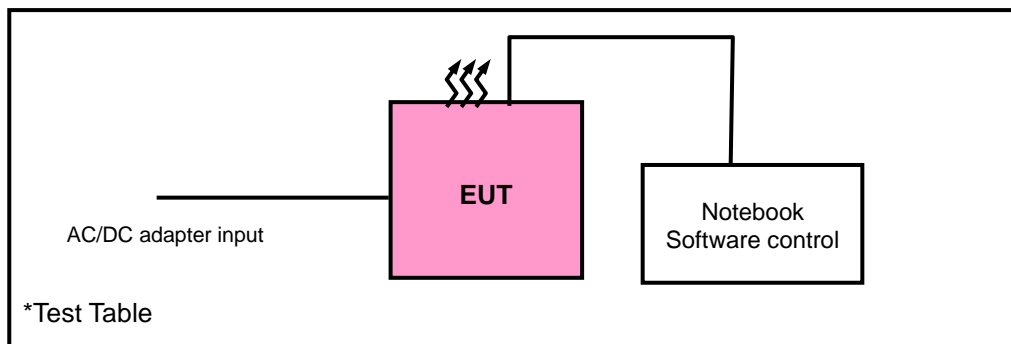 EUT
Notebook
Software control
AC/DC adapter input
*Test Table